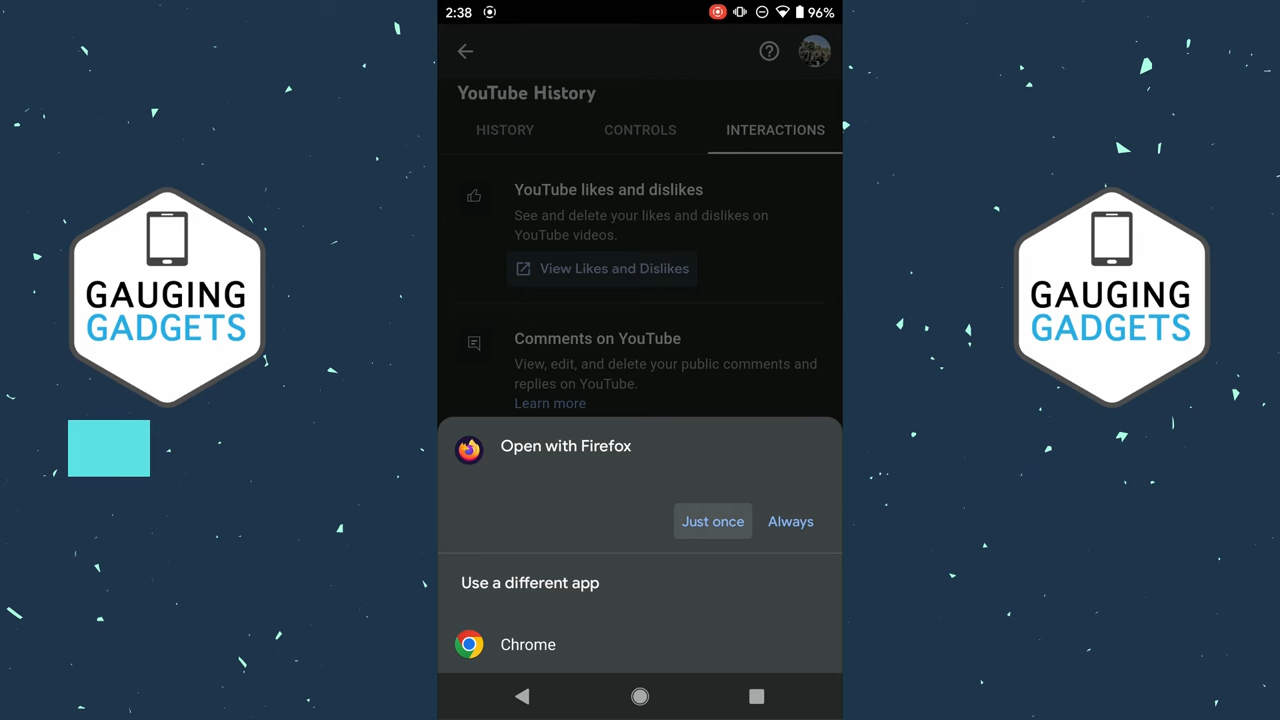 2:38
96%
YouTube History
HISTORY CONTROLS INTERACTIONS
YouTube likes and dislikes
See and delete your likes and dislikes on
YouTube videos.
View Likes and Dislikes
Comments on YouTube
View, edit, and delete your public comments and
replies on YouTube.
Learn more
Open with Firefox
Just once Always
Use a different app
Chrome
GAUGING
GADGETS
GAUGING
GADGETS